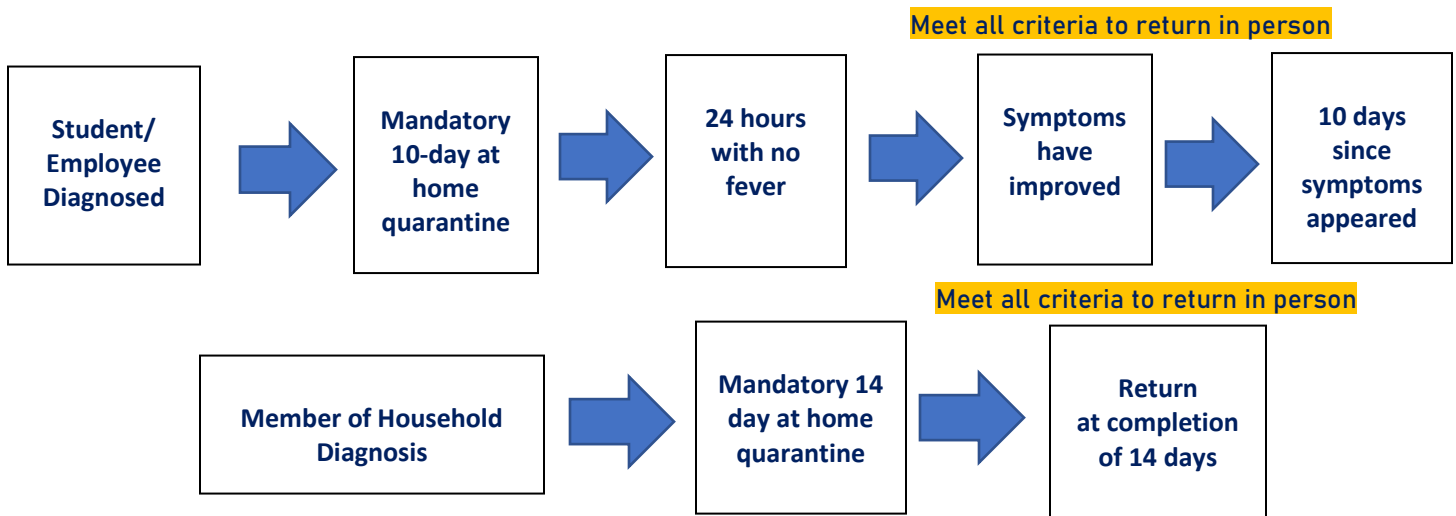 Meet all criteria to return in person
Student/
Employee
Diagnosed
Mandatory
10-day at
home
quarantine
24 hours
with no
fever
Symptoms
have
improved
10 days
since
symptoms
appeared
Meet all criteria to return in person
Member of Household
Diagnosis
Mandatory 14
day at home
quarantine
Return
at completion
of 14 days